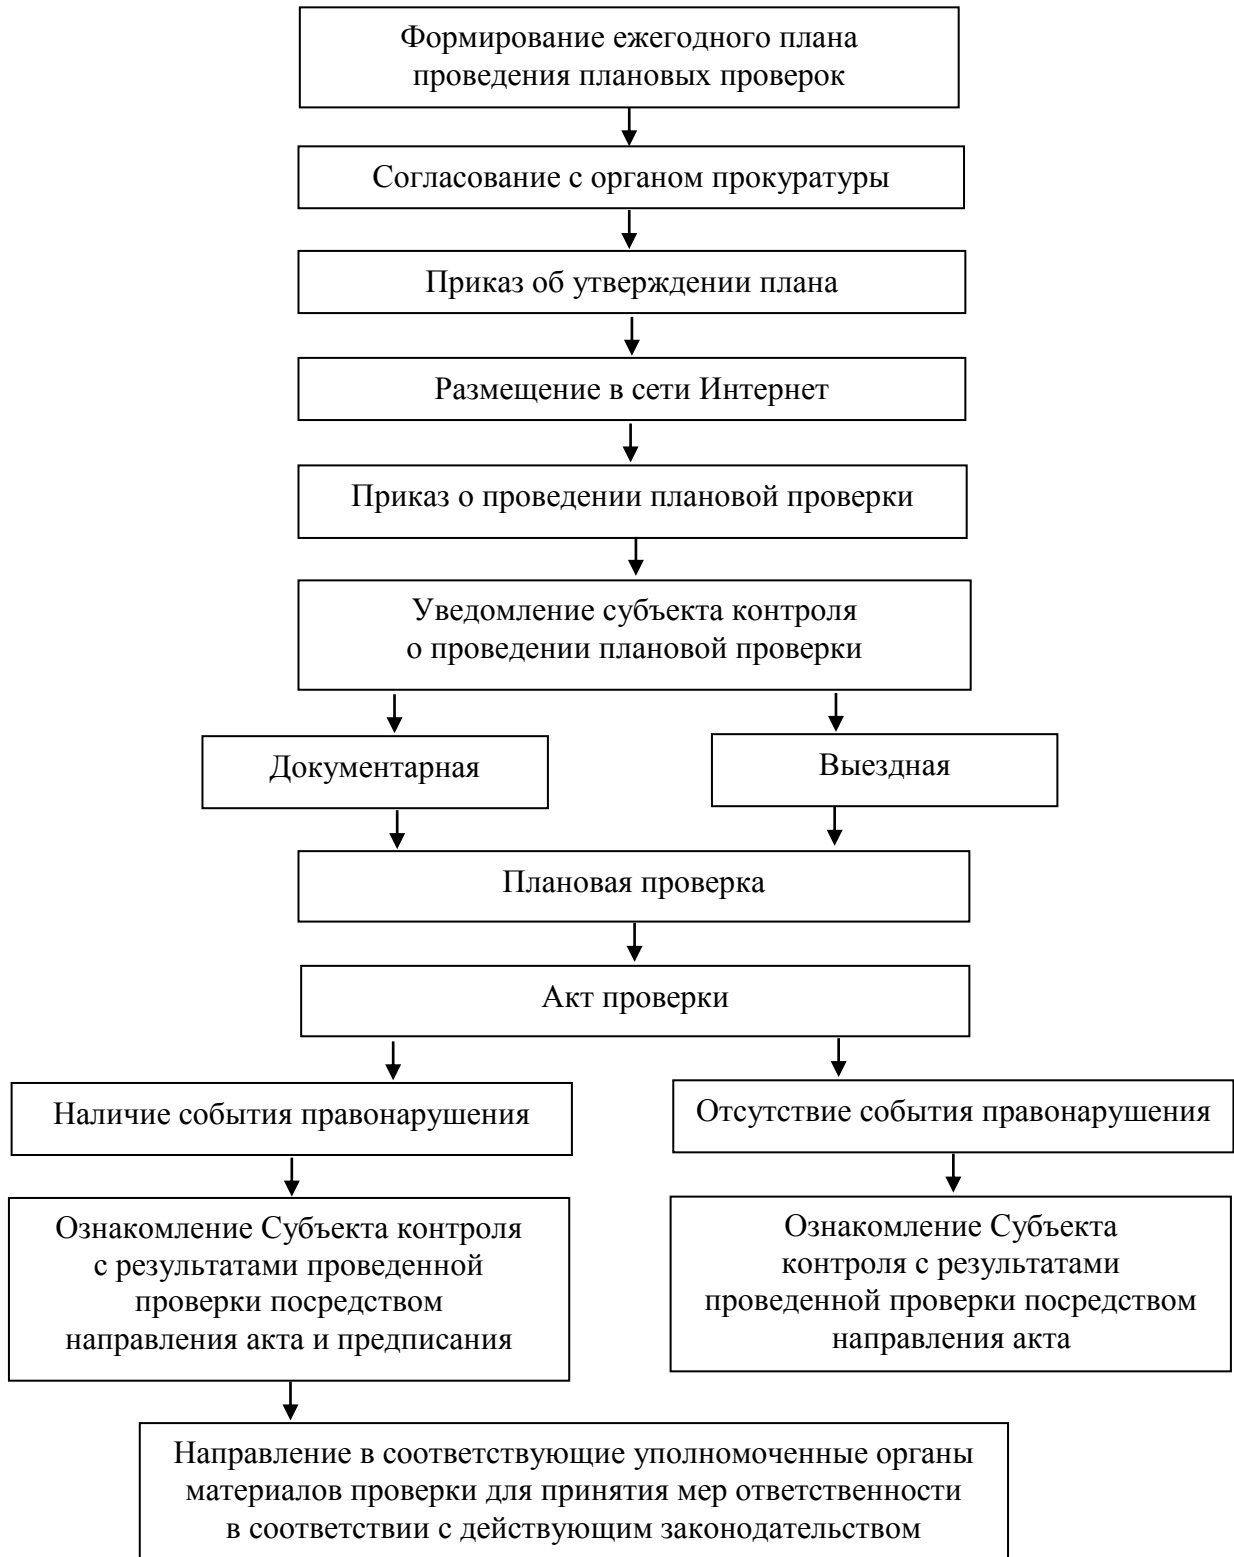 Формирование ежегодного плана
проведения плановых проверок
Согласование с органом прокуратуры
Приказ об утверждении плана
Размещение в сети Интернет
Приказ о проведении плановой проверки
Уведомление субъекта контроля
о проведении плановой проверки
Документарная
Выездная
Плановая проверка
Акт проверки
Наличие события правонарушения
Отсутствие события правонарушения
Ознакомление Субъекта контроля
с результатами проведенной
проверки посредством
направления акта и предписания
Ознакомление Субъекта
контроля с результатами
проведенной проверки посредством
направления акта
Направление в соответствующие уполномоченные органы
материалов проверки для принятия мер ответственности
в соответствии с действующим законодательством